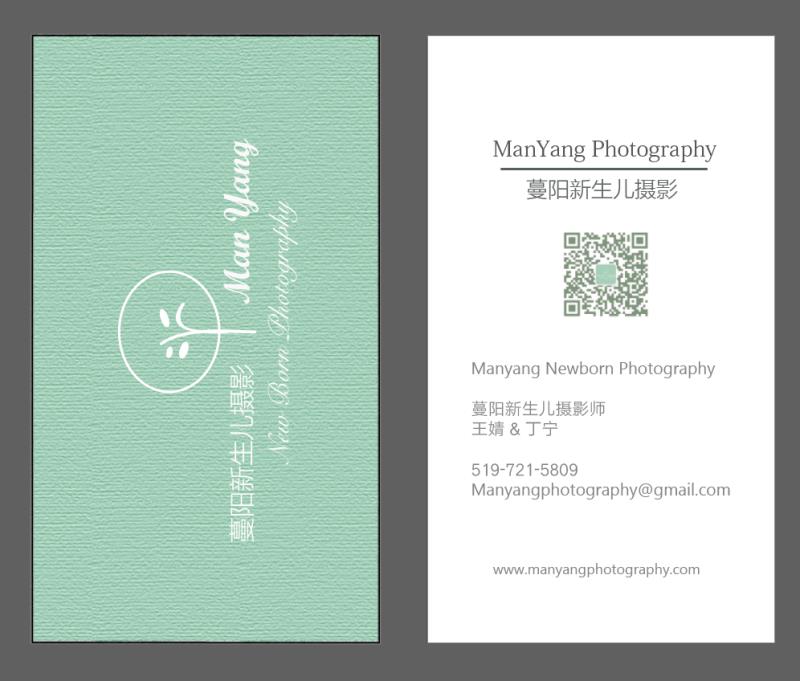 Man Yang
蔓阳新生儿摄影
New Born Photography
ManYang Photography
蔓阳新生儿摄影
Manyang Newborn Photography
蔓阳新生儿摄影师
王婧 & 丁宁
519-721-5809
Manyangphotography@gmail.com
www.manyangphotography.com